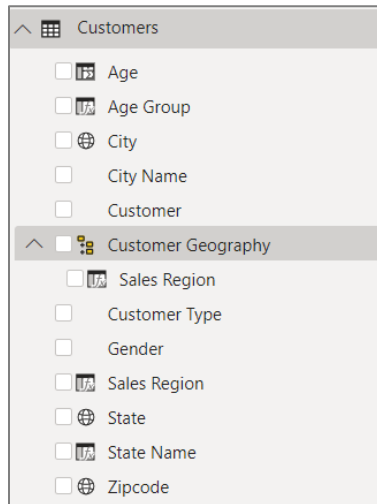 Customers
Age
Age Group
City
City Name
Customer
Customer Geography
Sales Region
Customer Type
Gender
Sales Region
State
State Name
Zipcode